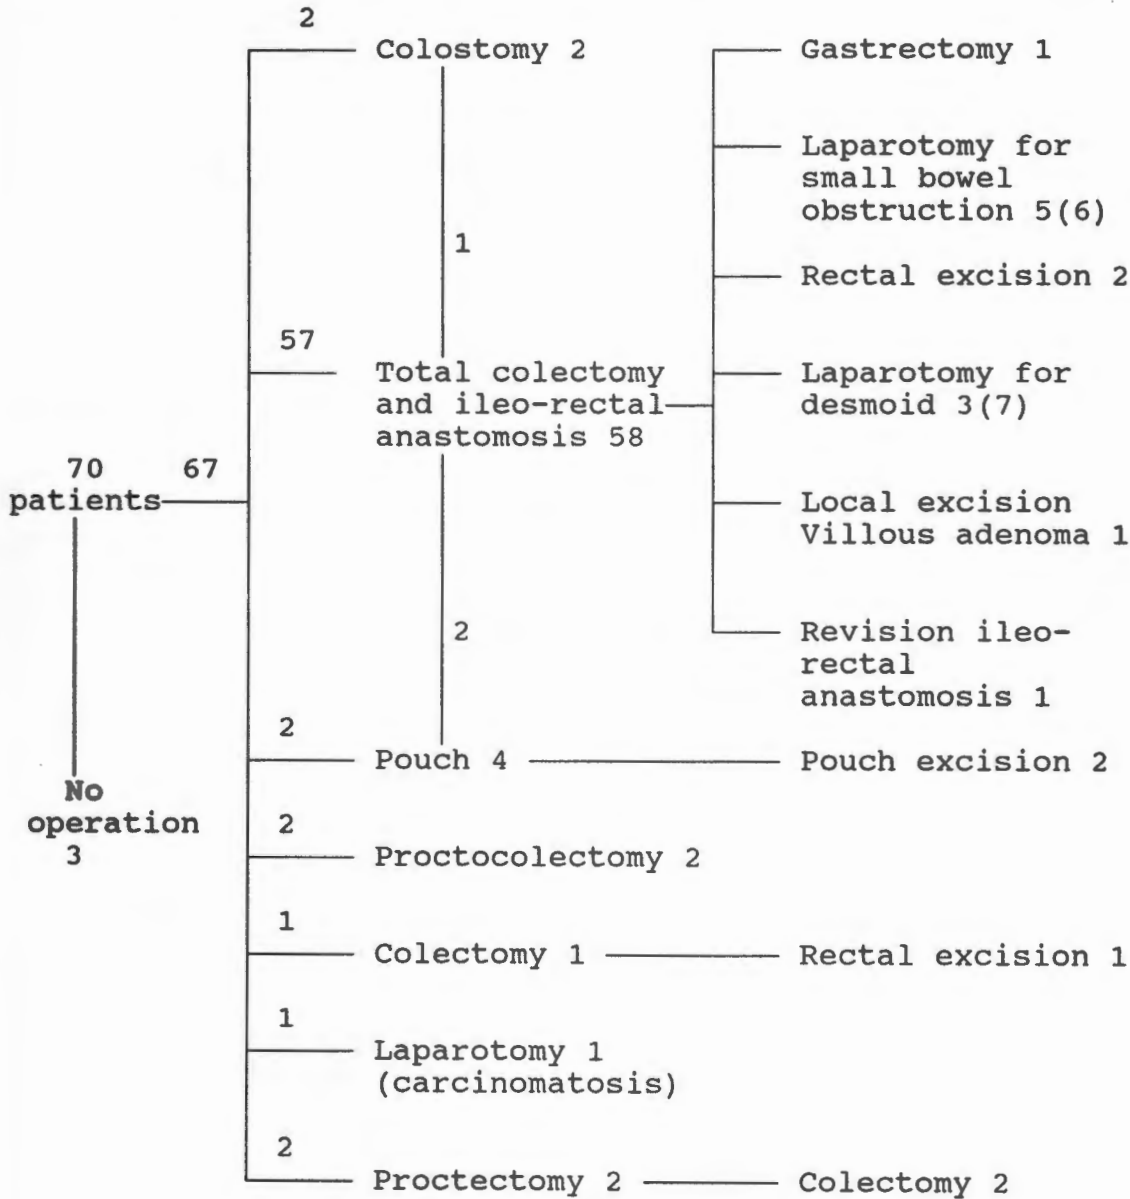 2
Colostomy 2
Gastrectomy 1
Laparotomy for
small bowel
obstruction 5(6)
1
Rectal excision 2
57
Total colectomy
and ileo-rectal
anastomosis 58
Laparotomy for
desmoid 3(7)
70 67
patients
Local excision
Villous adenoma 1
2
Revision ileo-
rectal
anastomosis 1
2
Pouch 4
Pouch excision 2
No
operation
3
2
Proctocolectomy 2
1
Colectomy 1
Rectal excision 1
1
Laparotomy 1
(carcinomatosis)
2
Proctectomy 2
Colectomy 2